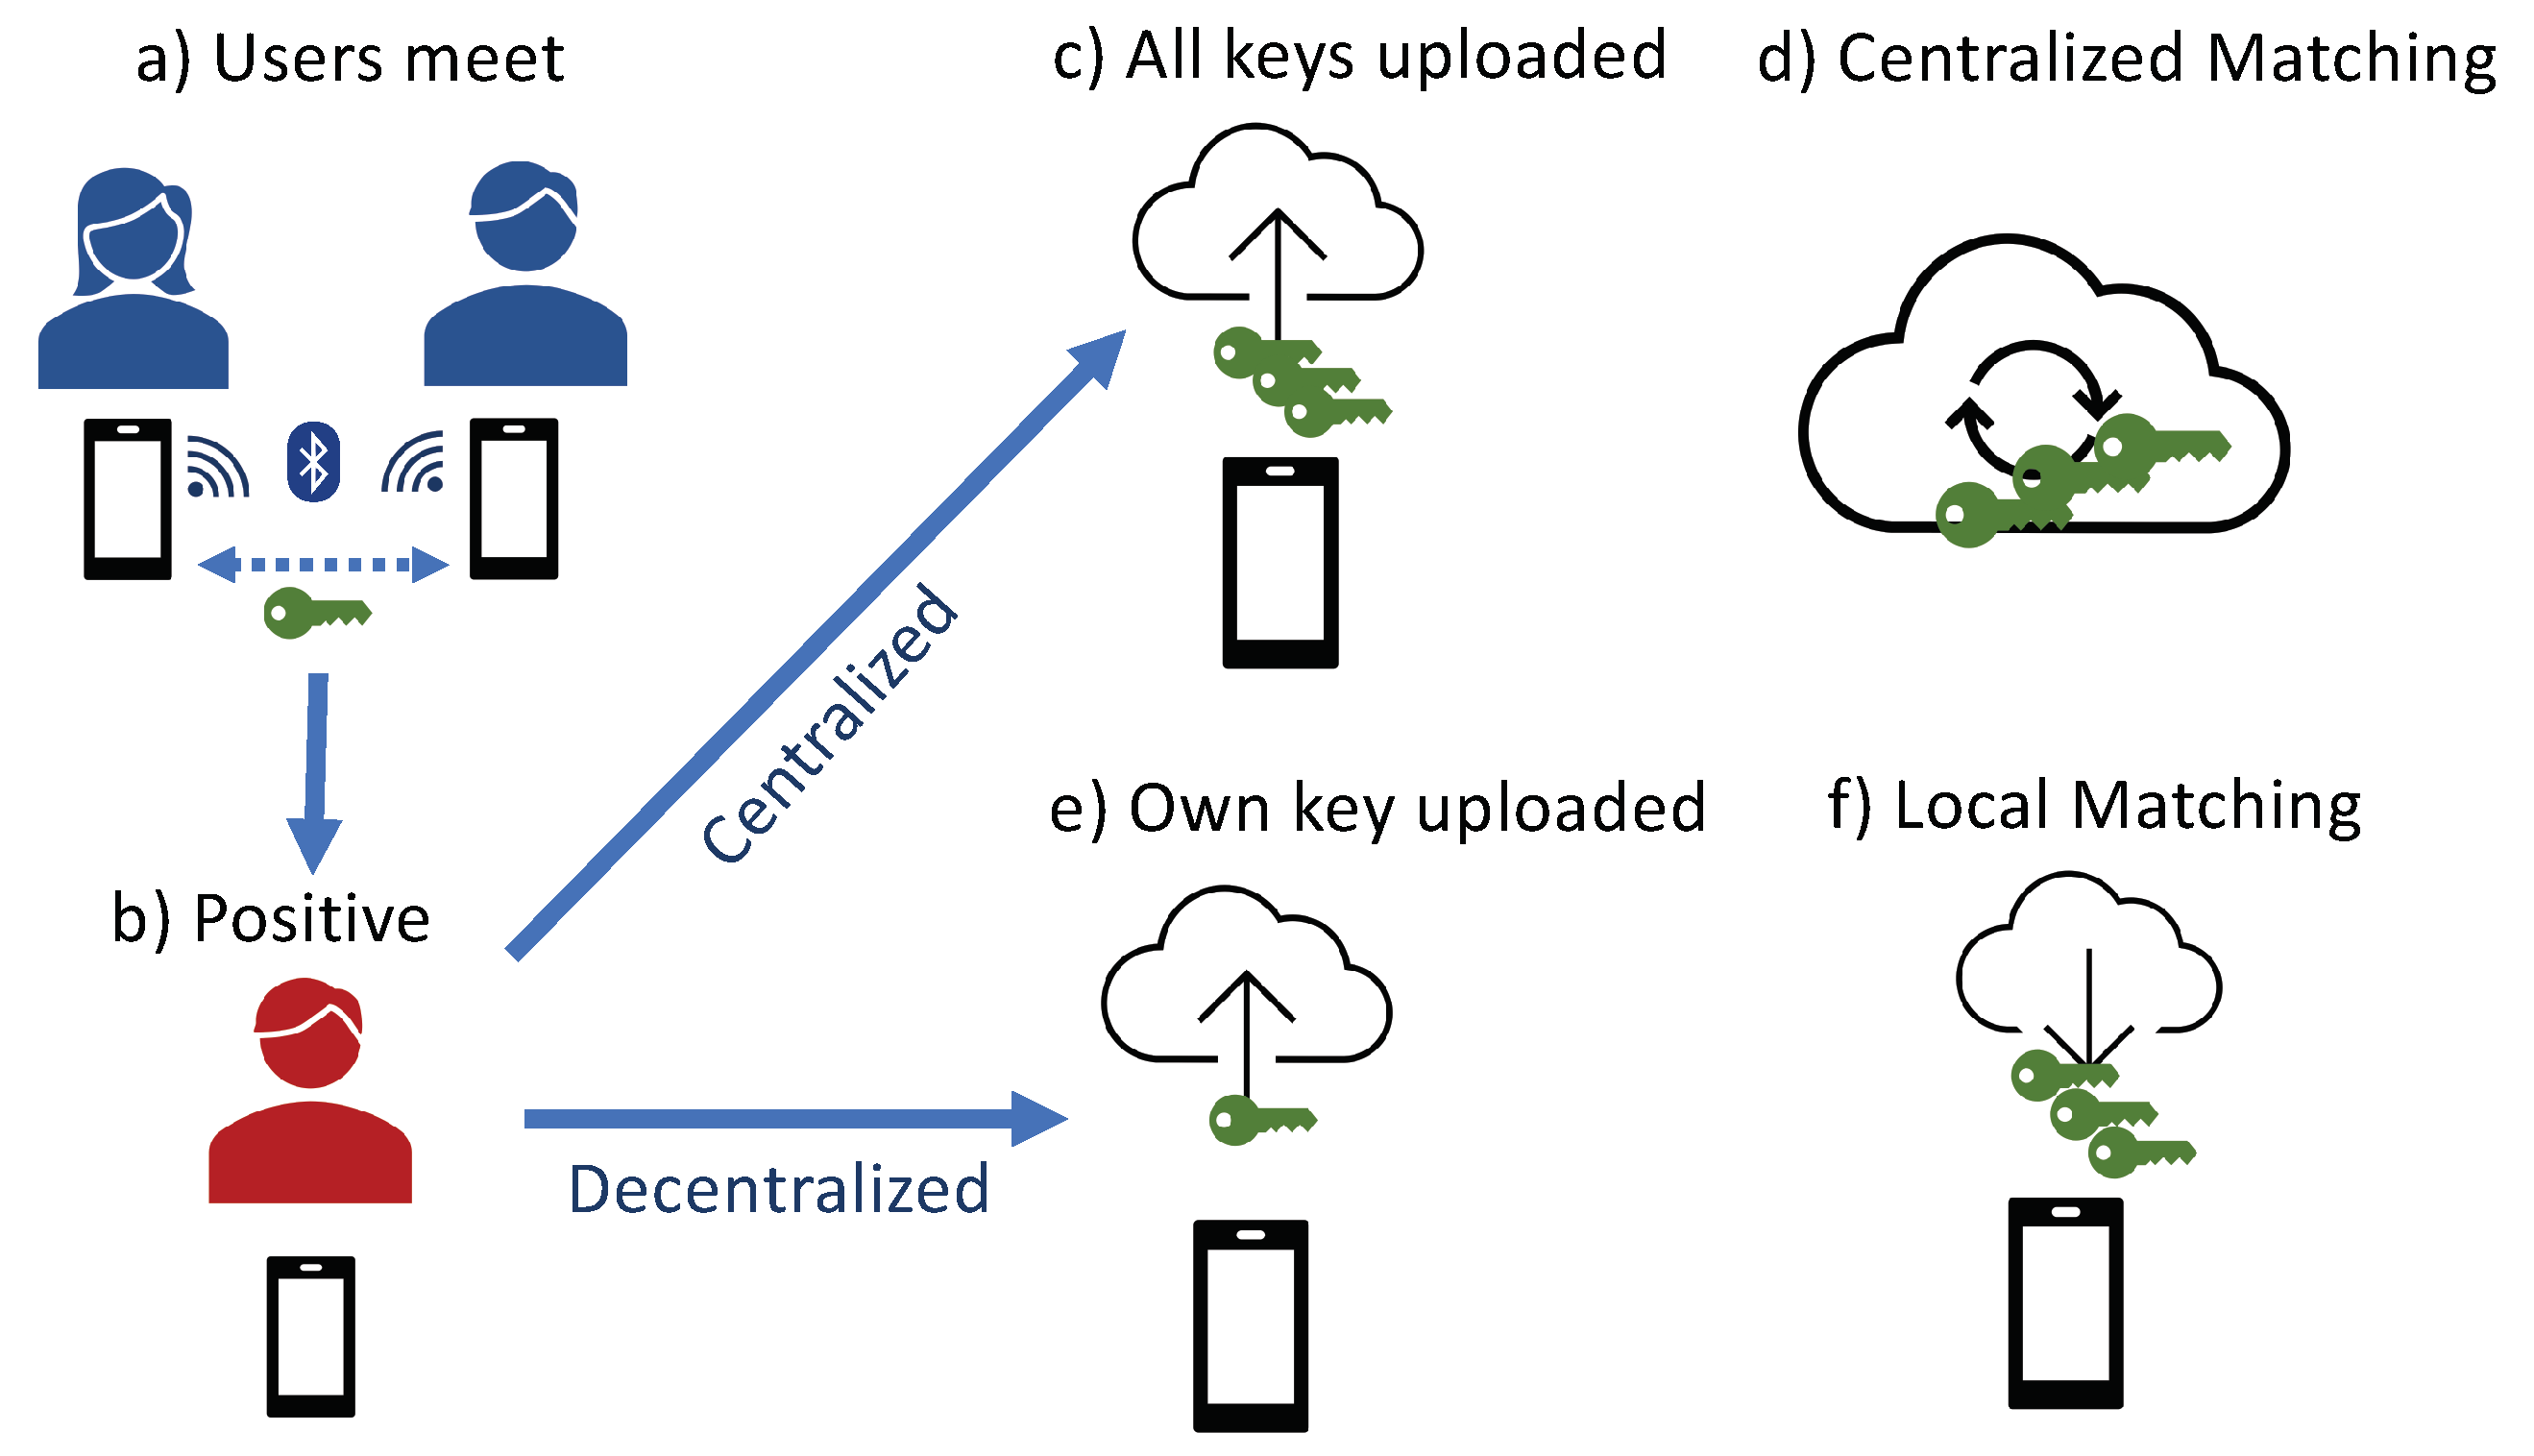 a) Users meet
c) All keys uploaded
d) Centralized Matching
Centralized
b) Positive
e) Own key uploaded
f) Local Matching
Decentralized